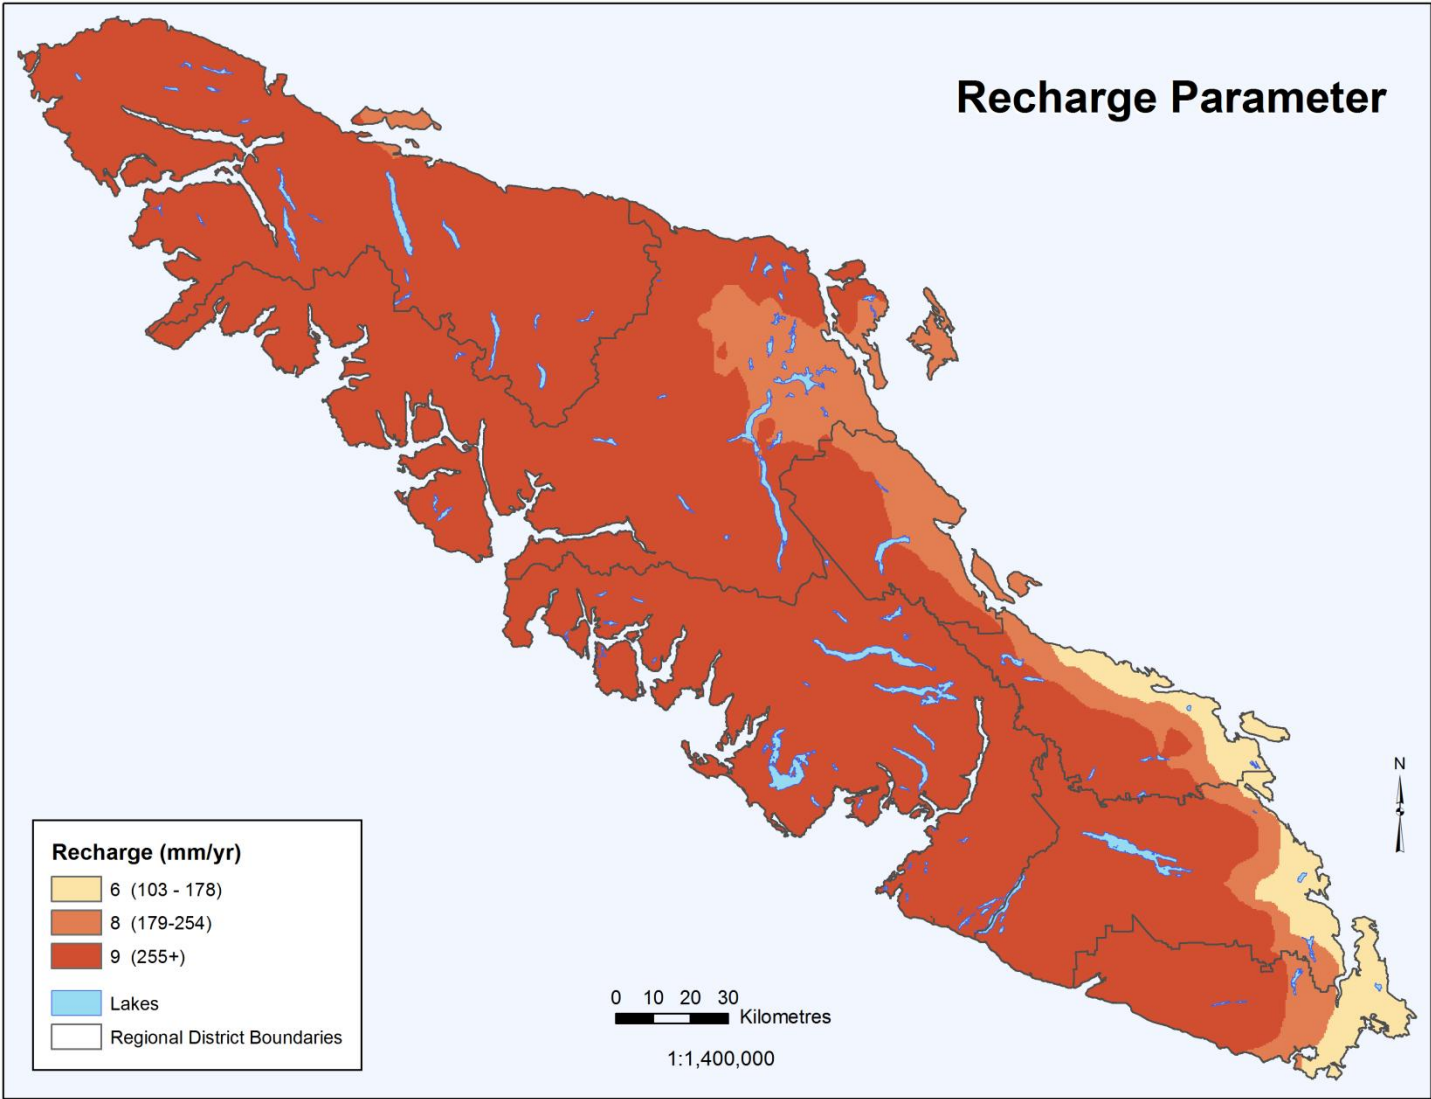 Recharge Parameter
N
Recharge (mm/yr)
6 (103 - 178)
8 (179-254)
9 (255+)
Lakes
Regional District Boundaries
0 10 20 30
Kilometres
1:1,400,000